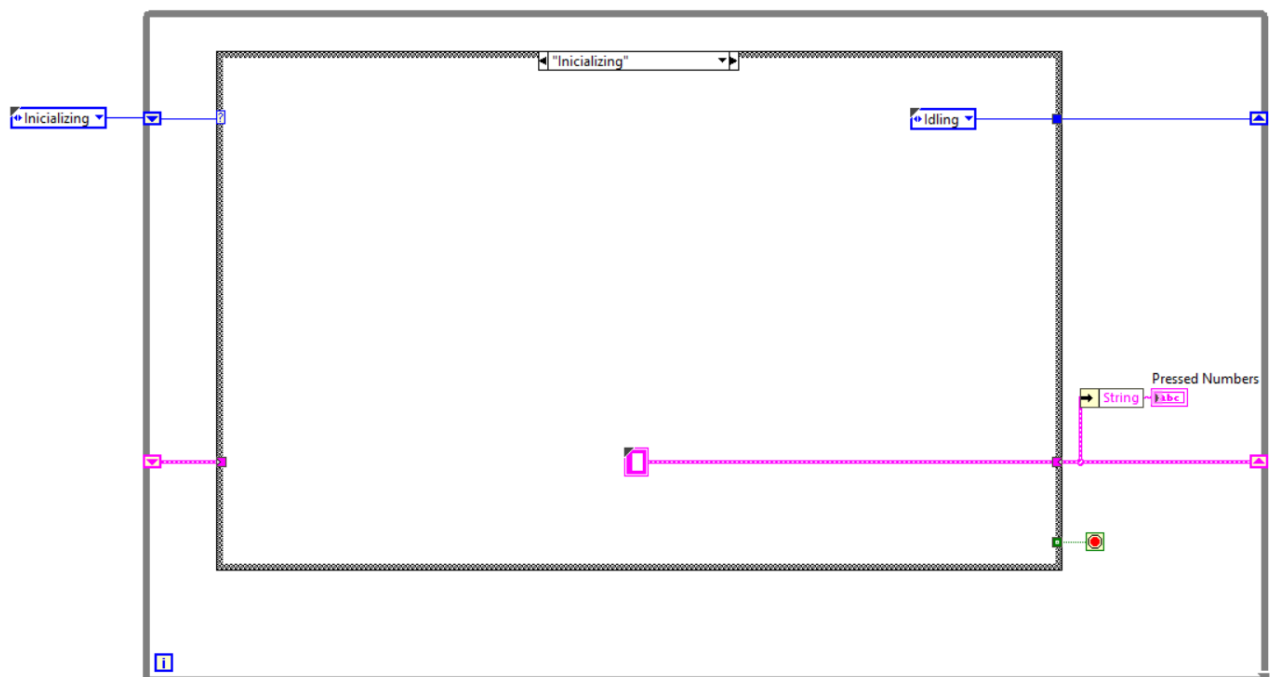 "Inicializing"
Inicializing
?
Idling
Pressed Numbers
String
abc
i